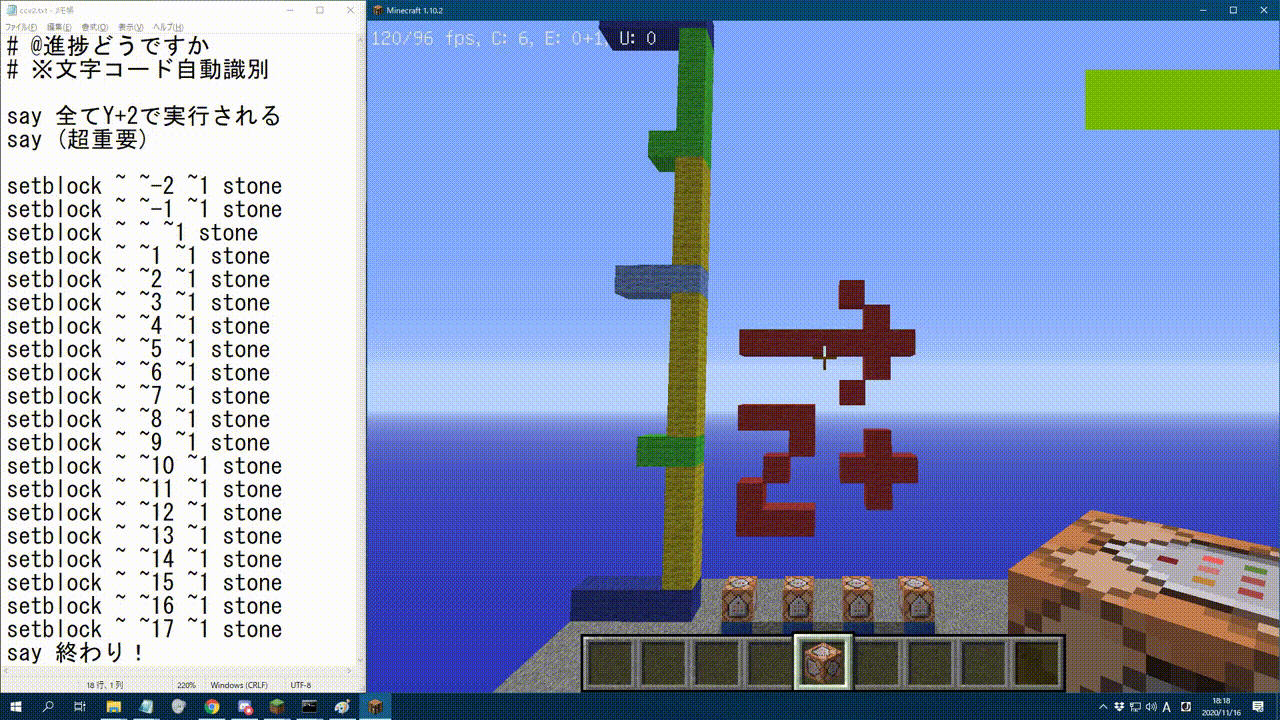 ccv2.txt - メモ帳
ファイル(F) 編集(E) 書式(O) 表示(V) ヘルプ(H)
# @進捗どうですか
# ※文字コード自動識別
say 全てY+2で実行される
say (超重要)
setblock ~ ~-2 ~1 stone
setblock ~ ~-1 ~1 stone
setblock ~ ~ ~1 stone
setblock ~ ~1 ~1 stone
setblock ~ ~2 ~1 stone
setblock ~ ~3 ~1 stone
setblock ~ ~4 ~1 stone
setblock ~ ~5 ~1 stone
setblock ~ ~6 ~1 stone
setblock ~ ~7 ~1 stone
setblock ~ ~8 ~1 stone
setblock ~ ~9 ~1 stone
setblock ~ ~10 ~1 stone
setblock ~ ~11 ~1 stone
setblock ~ ~12 ~1 stone
setblock ~ ~13 ~1 stone
setblock ~ ~14 ~1 stone
setblock ~ ~15 ~1 stone
setblock ~ ~16 ~1 stone
setblock ~ ~17 ~1 stone
say 終わり!
18 行、1 列 220% Windows (CRLF) UTF-8
Minecraft 1.10.2
120/96 fps, C: 6, E: 0+1, U: 0
2+
A
18:18
2020/11/16